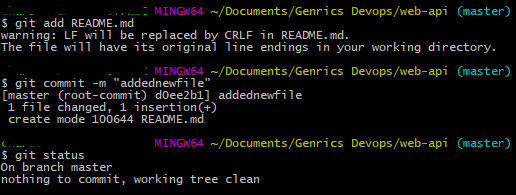 MINGW64 ~/Documents/Genrics Devops/web-api (master)
$ git add README.md
warning: LF will be replaced by CRLF in README.md.
The file will have its original line endings in your working directory.
MINGW64 ~/Documents/Genrics Devops/web-api (master)
$ git commit -m "addednewfile"
[master (root-commit) d0ee2b1] addednewfile
1 file changed, 1 insertion(+)
create mode 100644 README.md
MINGW64 ~/Documents/Genrics Devops/web-api (master)
$ git status
On branch master
nothing to commit, working tree clean